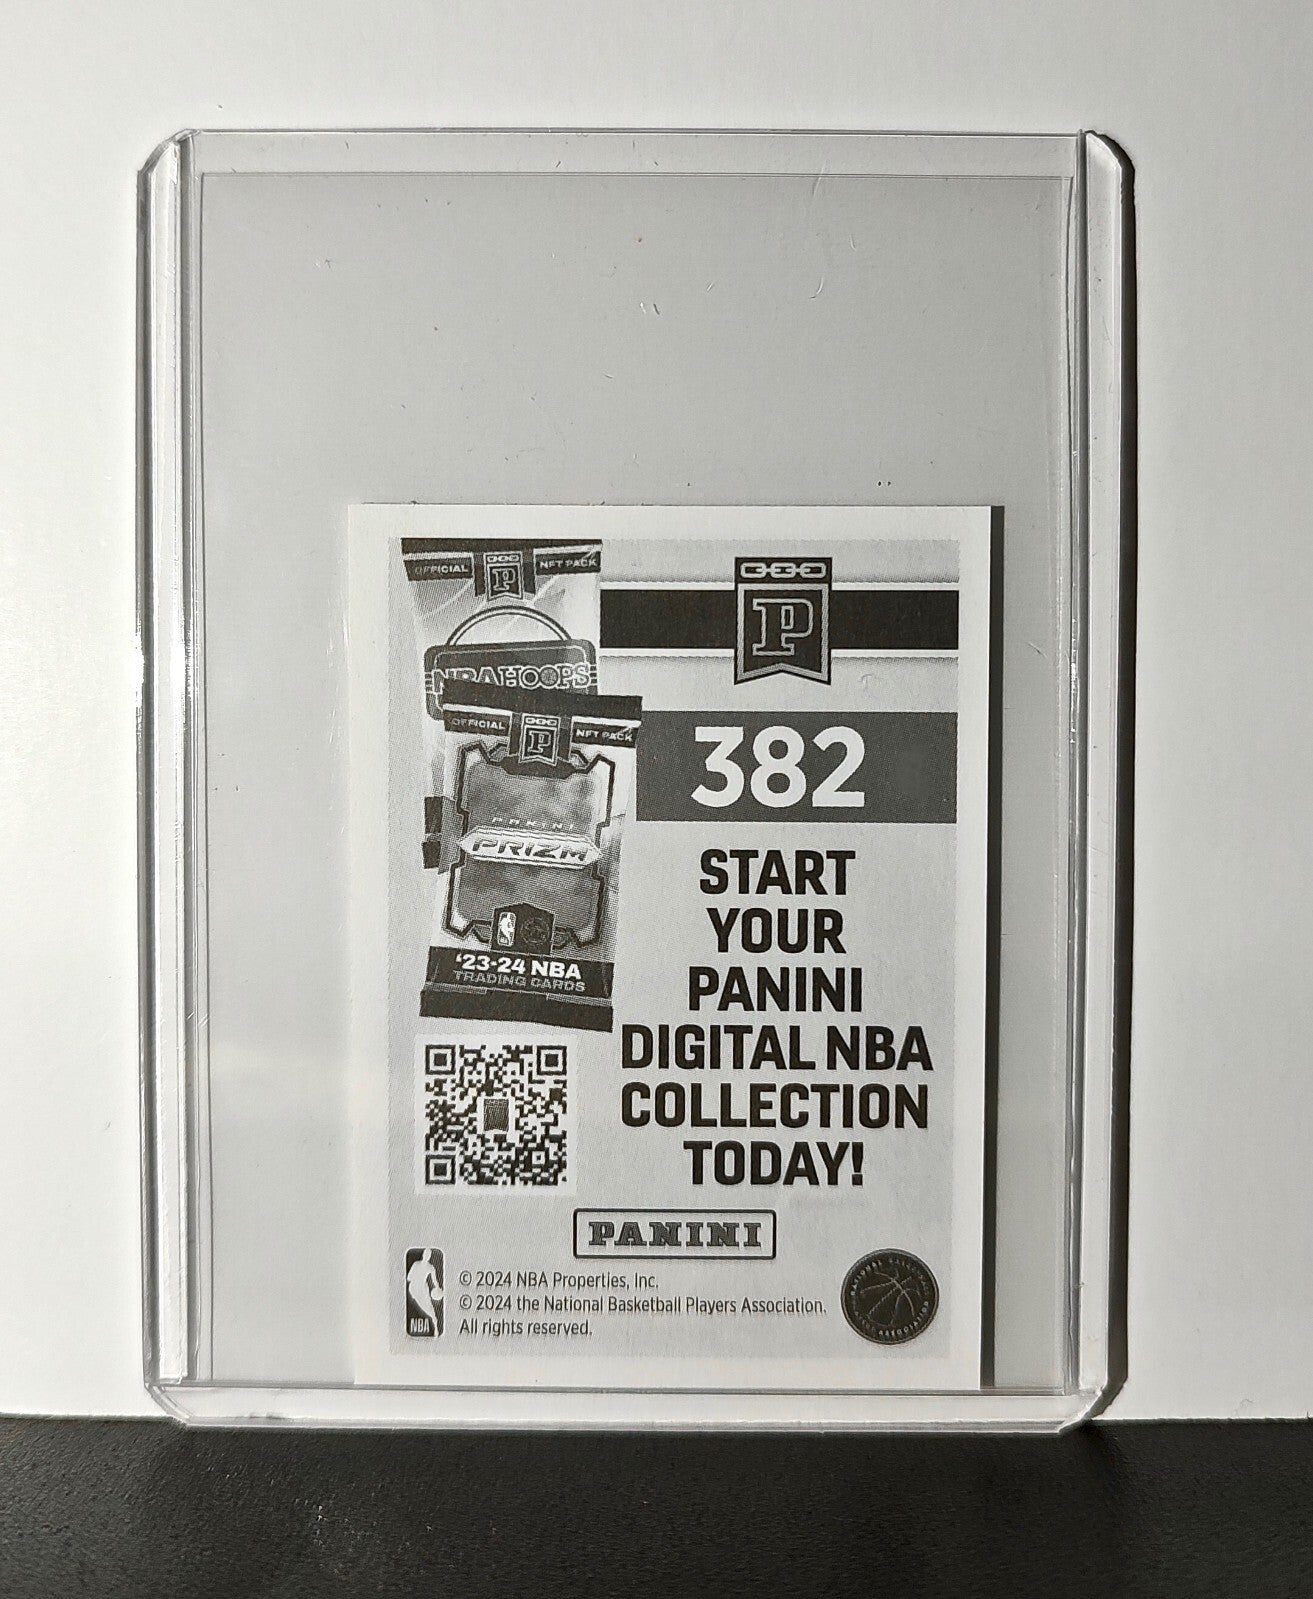 OFFICIAL
P
NFT PACK
NBA HOOPS
OFFICIAL
P
NFT PACK
PANINI
PRIZM
'23-24 NBA
TRADING CARDS
P
382
START
YOUR
PANINI
DIGITAL NBA
COLLECTION
TODAY!
PANINI
NBA
© 2024 NBA Properties, Inc.
© 2024 the National Basketball Players Association.
All rights reserved.